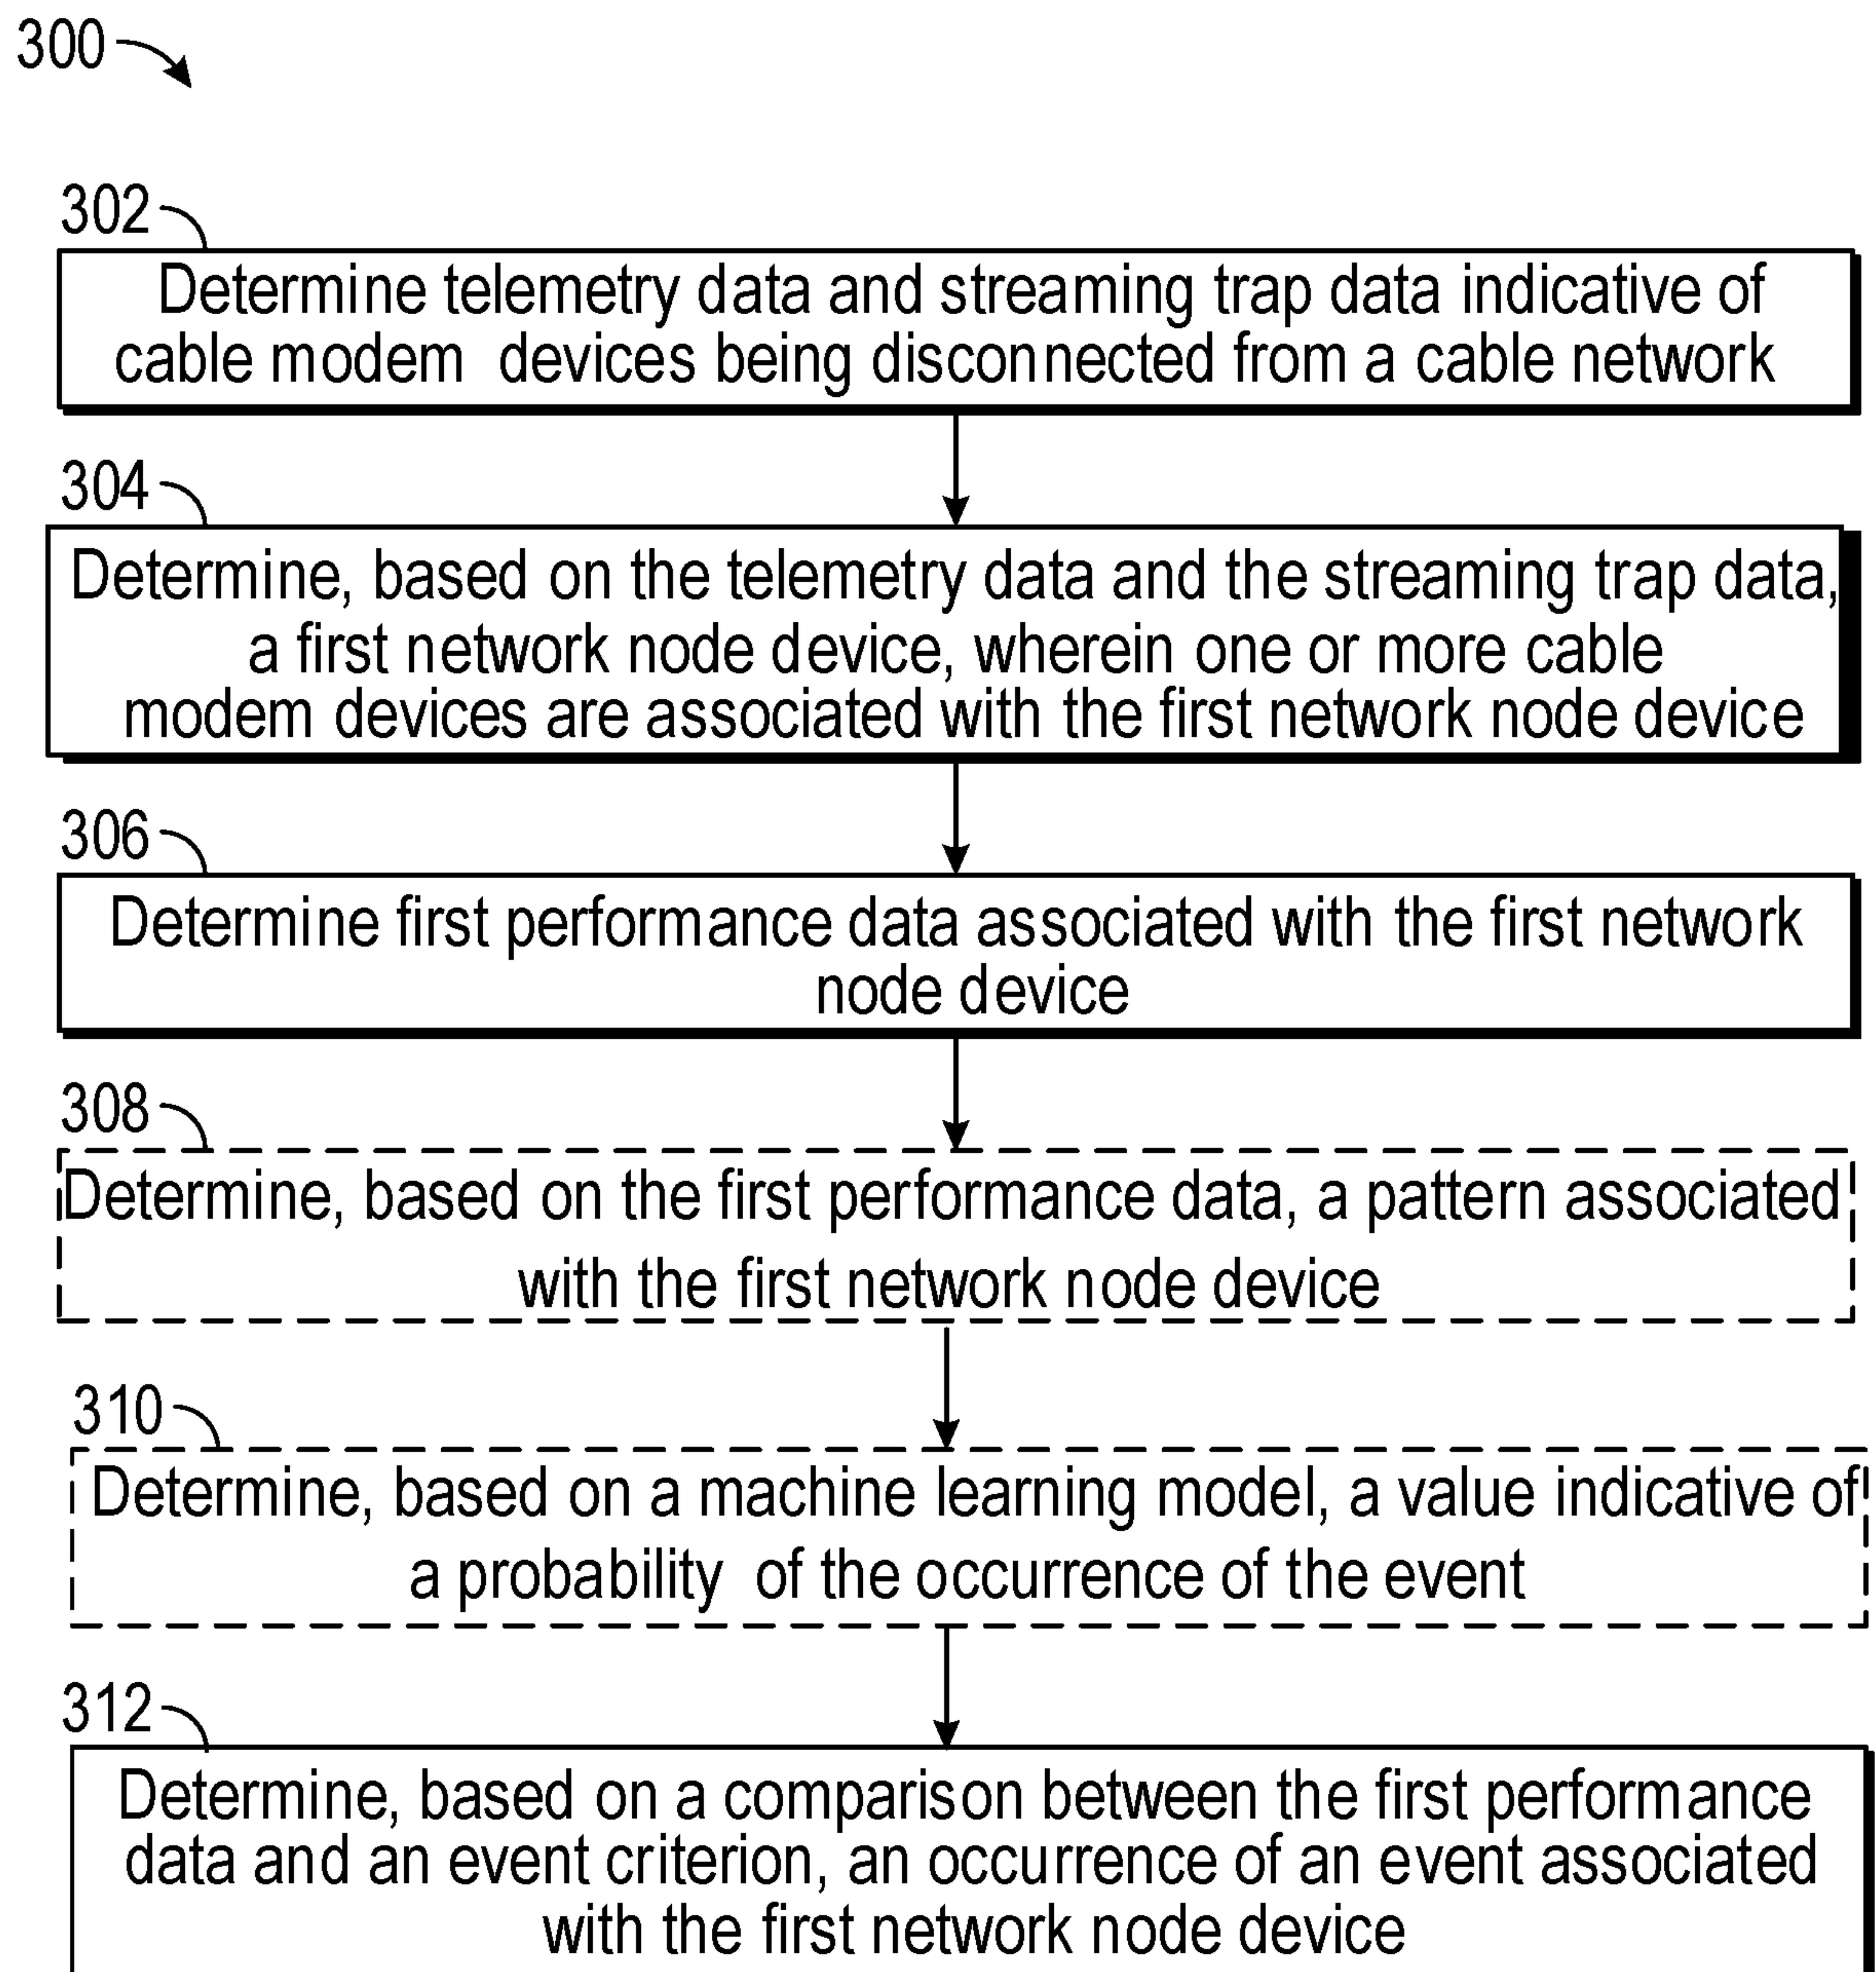 300
302
Determine telemetry data and streaming trap data indicative of
cable modem devices being disconnected from a cable network
304
Determine, based on the telemetry data and the streaming trap data,
a first network node device, wherein one or more cable
modem devices are associated with the first network node device
306
Determine first performance data associated with the first network
node device
308
Determine, based on the first performance data, a pattern associated
with the first network node device
310
Determine, based on a machine learning model, a value indicative of
a probability of the occurrence of the event
312
Determine, based on a comparison between the first performance
data and an event criterion, an occurrence of an event associated
with the first network node device